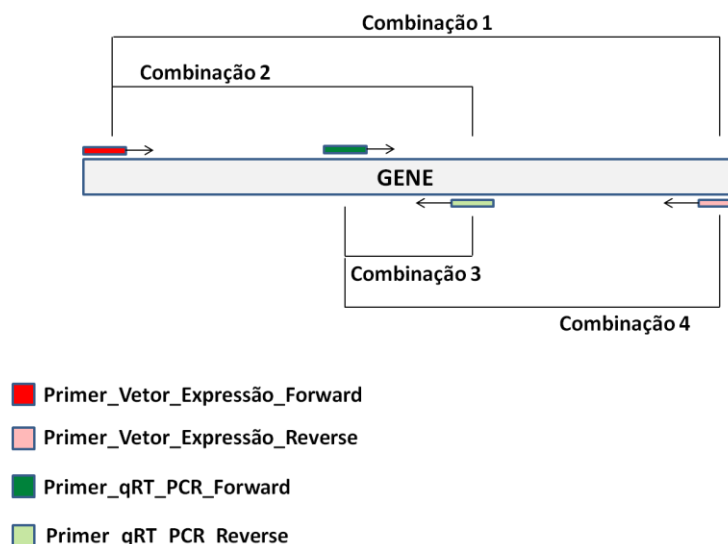 Combinação 1
Combinação 2
GENE
Combinação 3
Combinação 4
Primer_Vetor_Expressão_Forward
Primer_Vetor_Expressão_Reverse
Primer_qRT_PCR_Forward
Primer_qRT_PCR_Reverse